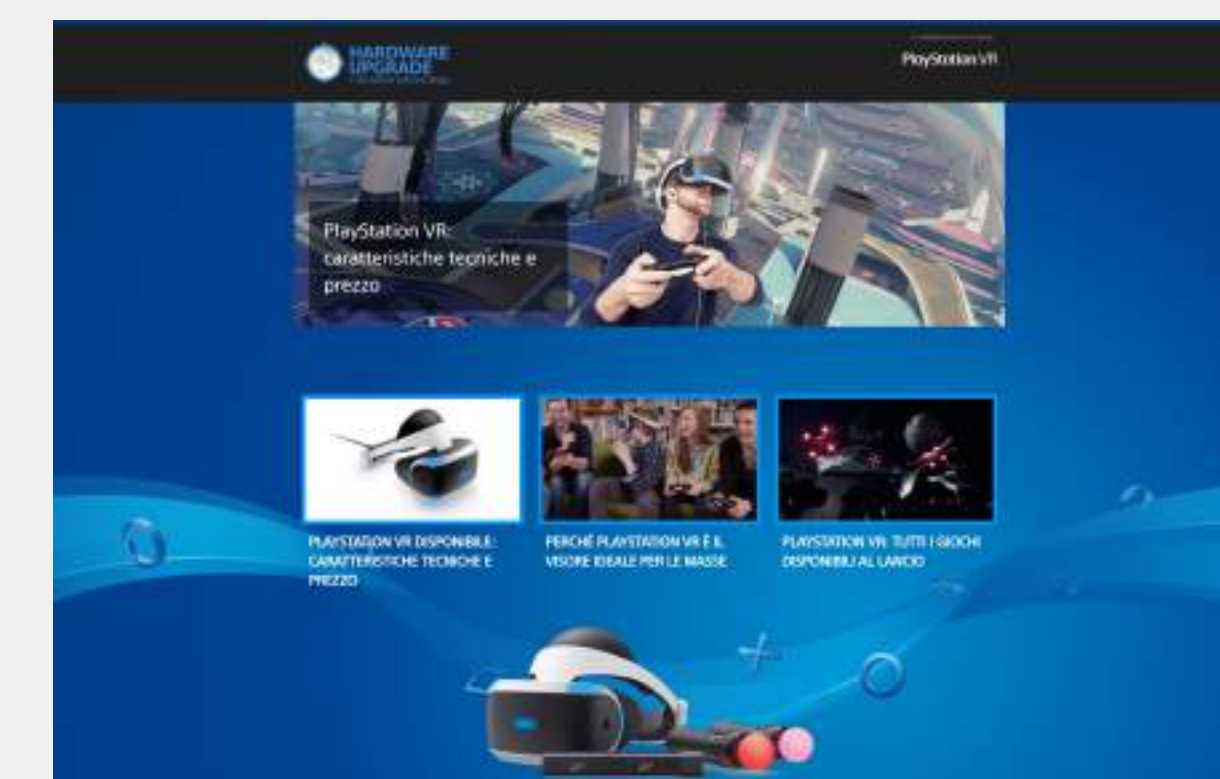 HARDWARE
UPGRADE
PlayStation VR
PlayStation VR:
caratteristiche tecniche e
prezzo
PLAYSTATION VR DISPONIBILE:
CARATTERISTICHE TECNICHE E
PREZZO
PERCHÉ PLAYSTATION VR È IL
VISORE IDEALE PER LE MASSE
PLAYSTATION VR: TUTTI I GIOCHI
DISPONIBILI AL LANCIO